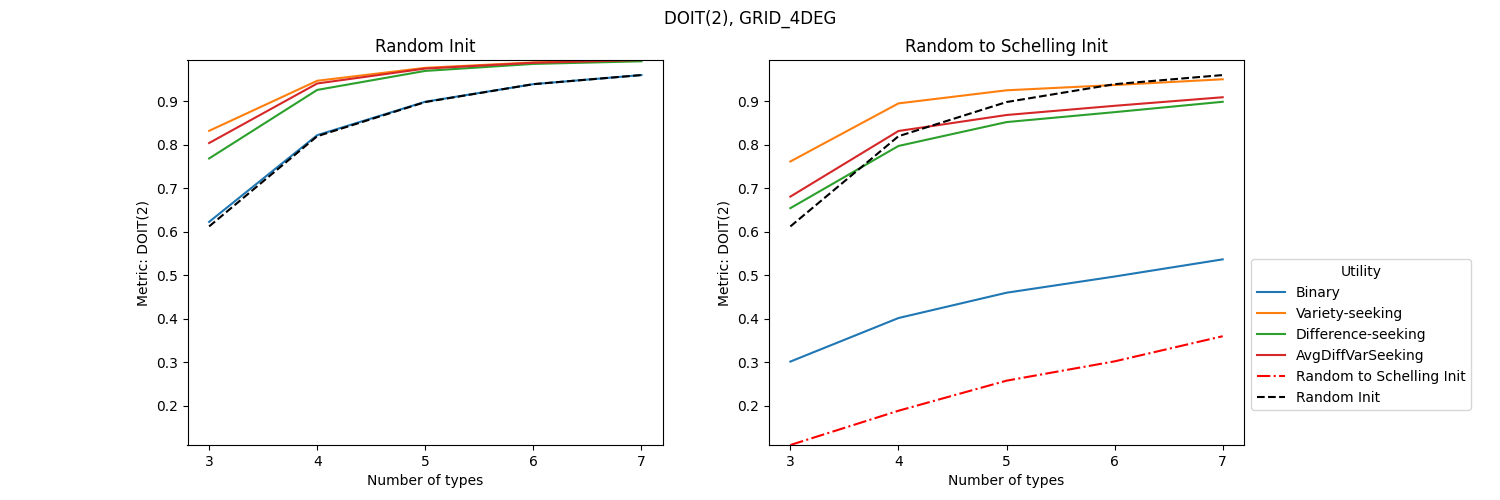 DOIT(2), GRID_4DEG
Random Init
Metric: DOIT(2)
0.9
0.8
0.7
0.6
0.5
0.4
0.3
0.2
3 4 5 6 7
Number of types
Random to Schelling Init
Metric: DOIT(2)
0.9
0.8
0.7
0.6
0.5
0.4
0.3
0.2
3 4 5 6 7
Number of types
Utility
Binary
Variety-seeking
Difference-seeking
AvgDiffVarSeeking
Random to Schelling Init
Random Init